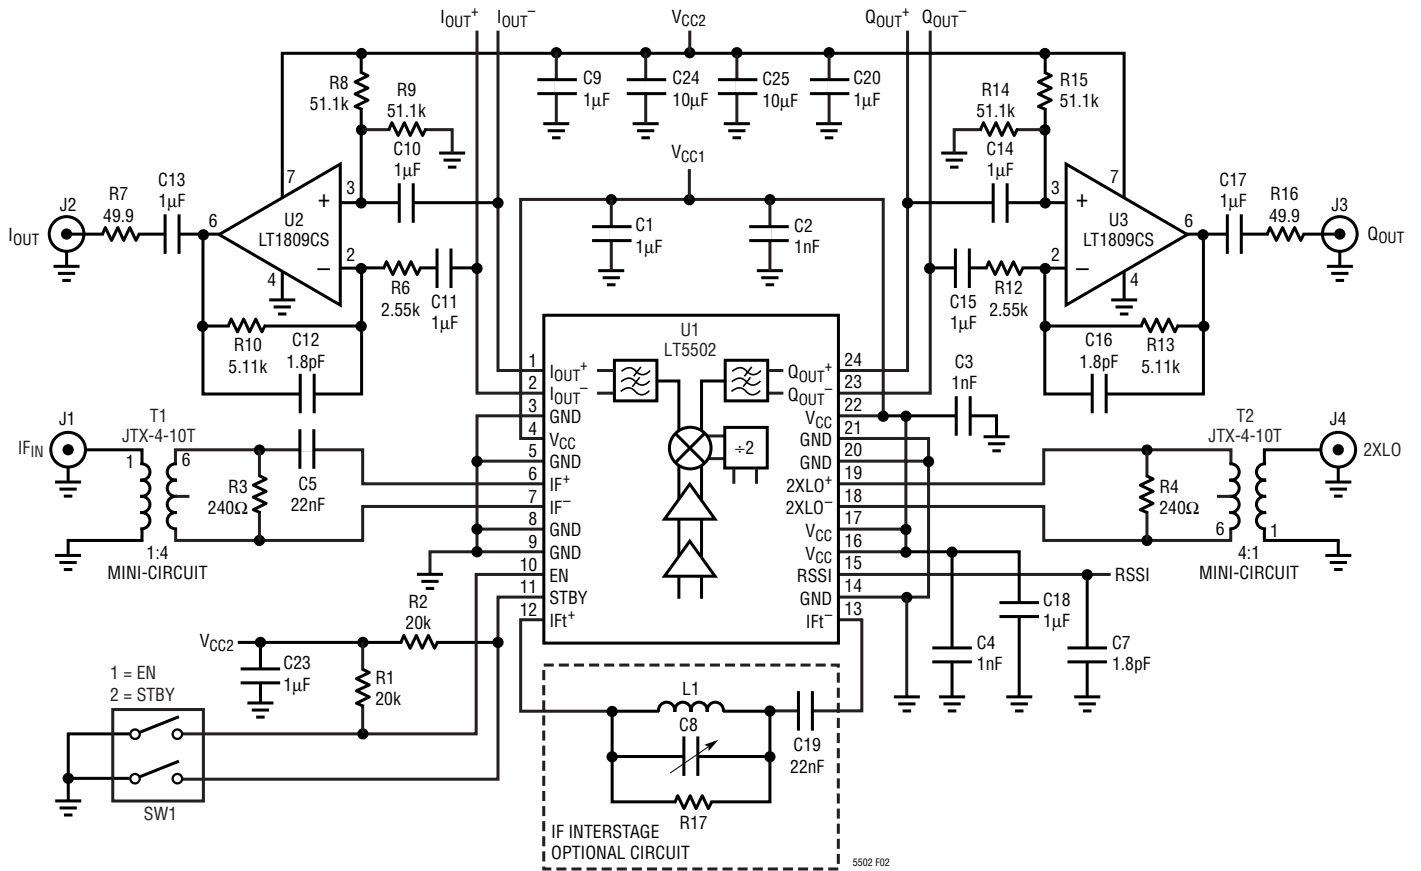 IOUT+
IOUT−
VCC2
QOUT+
QOUT−
R8
51.1k
R9
51.1k
C10
1µF
C9
1µF
C24
10µF
C25
10µF
C20
1µF
R14
51.1k
C14
1µF
R15
51.1k
VCC1
J2
IOUT
R7
49.9
C13
1µF
6
7
3
+
U2
LT1809CS
2
−
4
R6
2.55k
C11
1µF
R10
5.11k
C12
1.8pF
C1
1µF
C2
1nF
C15
1µF
R12
2.55k
7
3
+
U3
LT1809CS
2
−
4
6
C17
1µF
R16
49.9
J3
QOUT
C16
1.8pF
R13
5.11k
C3
1nF
U1
LT5502
÷2
1
IOUT+
2
IOUT−
3
GND
4
VCC
5
GND
6
IF+
7
IF−
8
GND
9
GND
10
EN
11
STBY
12
IFt+
24
QOUT+
23
QOUT−
22
VCC
21
GND
20
GND
19
2XLO+
18
2XLO−
17
VCC
16
VCC
15
RSSI
14
GND
13
IFt−
J1
IFIN
T1
JTX-4-10T
1
6
R3
240Ω
C5
22nF
1:4
MINI-CIRCUIT
T2
JTX-4-10T
J4
2XLO
R4
240Ω
6
1
4:1
MINI-CIRCUIT
RSSI
C18
1µF
C4
1nF
C7
1.8pF
VCC2
R2
20k
C23
1µF
R1
20k
1 = EN
2 = STBY
SW1
L1
C8
C19
22nF
R17
IF INTERSTAGE
OPTIONAL CIRCUIT
5502 F02